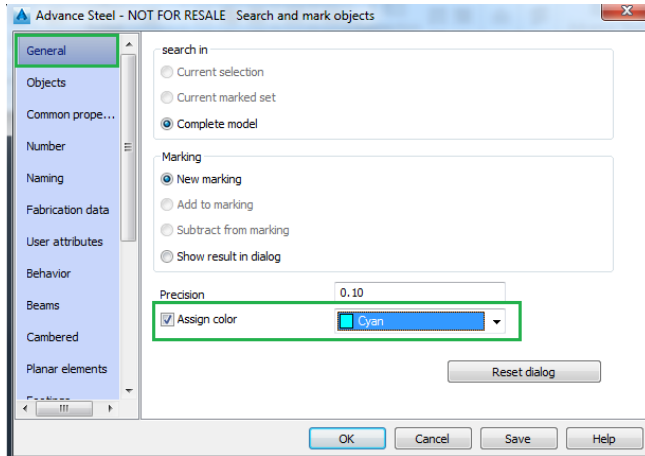 Advance Steel - NOT FOR RESALE Search and mark objects
General
Objects
Common prope...
Number
Naming
Fabrication data
User attributes
Behavior
Beams
Cambered
Planar elements
search in
Current selection
Current marked set
Complete model
Marking
New marking
Add to marking
Subtract from marking
Show result in dialog
Precision
0.10
Assign color
Cyan
Reset dialog
OK
Cancel
Save
Help